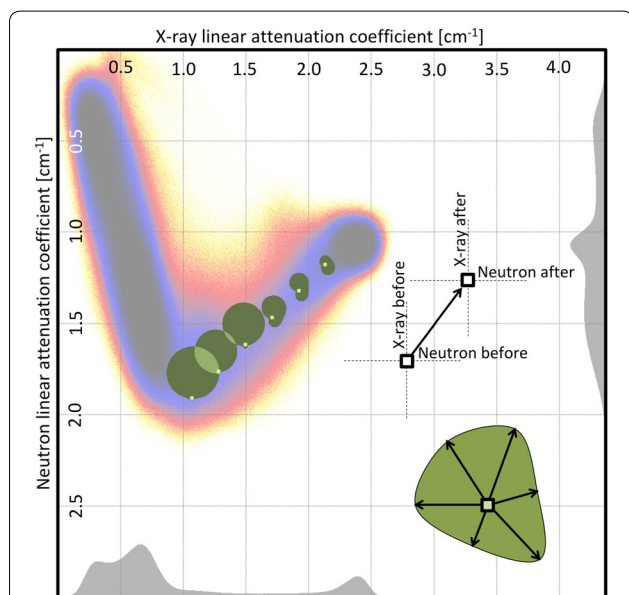 X-ray linear attenuation coefficient [cm⁻¹]
0.5 1.0 1.5 2.0 2.5 3.0 3.5 4.0
Neutron linear attenuation coefficient [cm⁻¹]
0.5
1.0
1.5
2.0
2.5
X-ray before
X-ray after
Neutron after
Neutron before